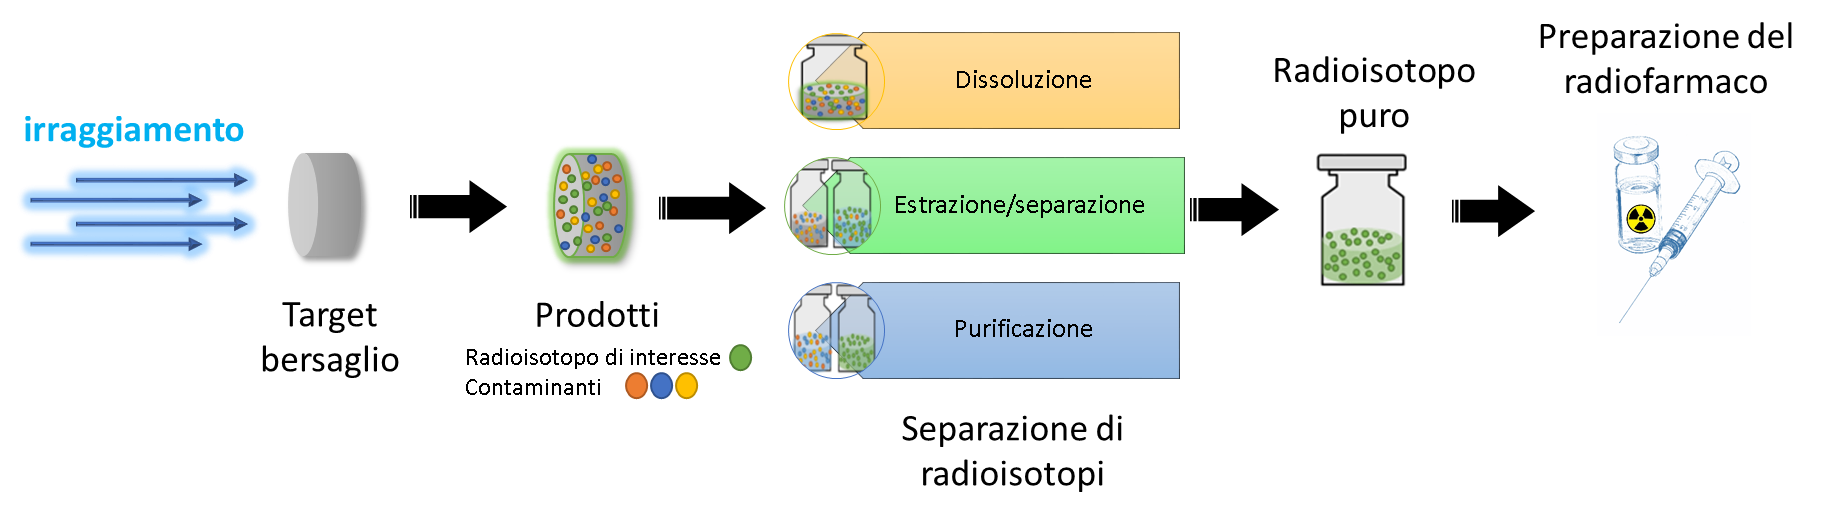 irraggiamento
Target
bersaglio
Prodotti
Radioisotopo di interesse
Contaminanti
Dissoluzione
Estrazione/separazione
Purificazione
Separazione di
radioisotopi
Radioisotopo
puro
Preparazione del
radiofarmaco